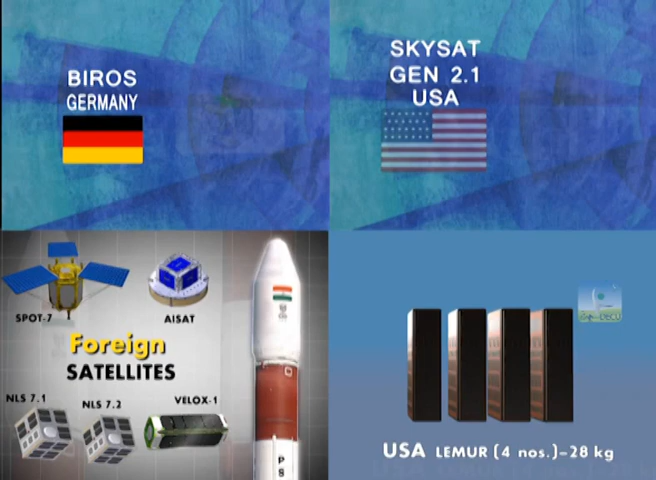 BIROS
GERMANY
SKYSAT
GEN 2.1
USA
SPOT-7
AISAT
Foreign
SATELLITES
NLS 7.1
NLS 7.2
VELOX-1
P S
USA LEMUR (4 nos.)-28 kg